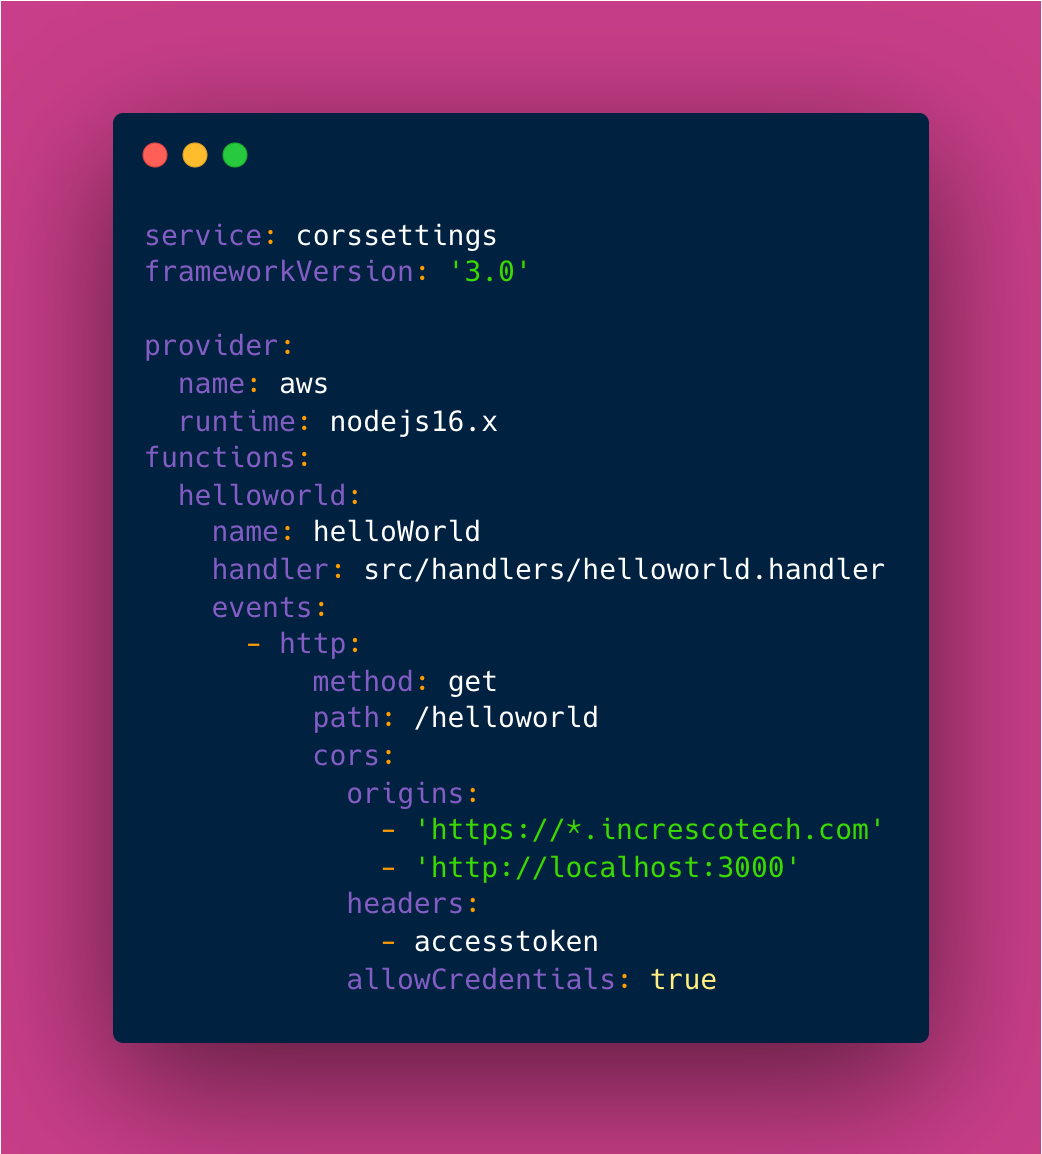 service: corssettings
frameworkVersion: '3.0'

provider:
  name: aws
  runtime: nodejs16.x
functions:
  helloworld:
    name: helloWorld
    handler: src/handlers/helloworld.handler
    events:
      - http:
          method: get
          path: /helloworld
          cors:
            origins:
              - 'https://*.increscotech.com'
              - 'http://localhost:3000'
            headers:
              - accesstoken
            allowCredentials: true